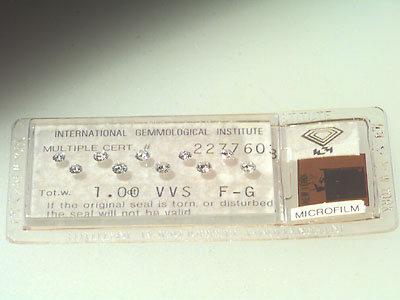 INTERNATIONAL GEMMOLOGICAL INSTITUTE
MULTIPLE CERT. 227760
Tot.w. 1.00 VVS F-G
If the original seal is torn, or disturbed
the seal will not be valid.
MICROFILM